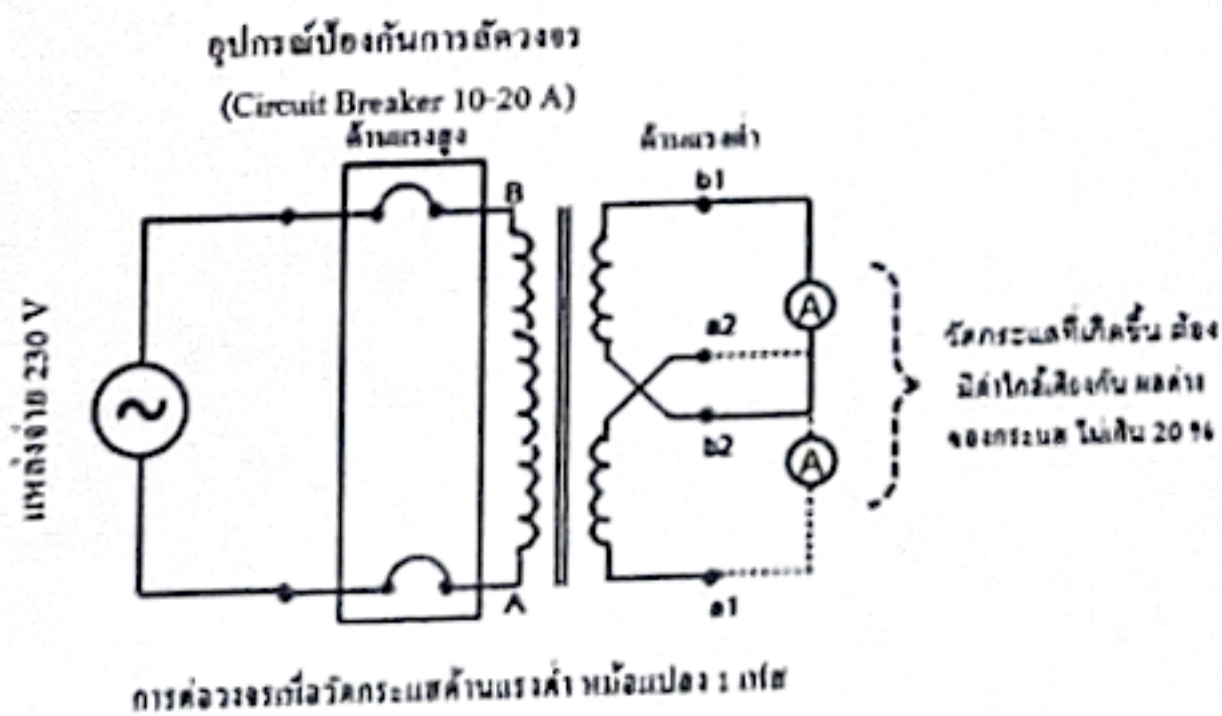 อุปกรณ์ป้องกันการลัดวงจร
(Circuit Breaker 10-20 A)
ด้านแรงสูง
ด้านแรงต่ำ
B
b1
A
a2
b2
A
a1
A
แหล่งจ่าย 230 V
วัดกระแสที่เกิดขึ้น ต้อง
มีค่าใกล้เคียงกัน ผลต่าง
ของกระแส ไม่เกิน 20 %
การต่อวงจรเพื่อวัดกระแสด้านแรงต่ำ หม้อแปลง 1 เฟส